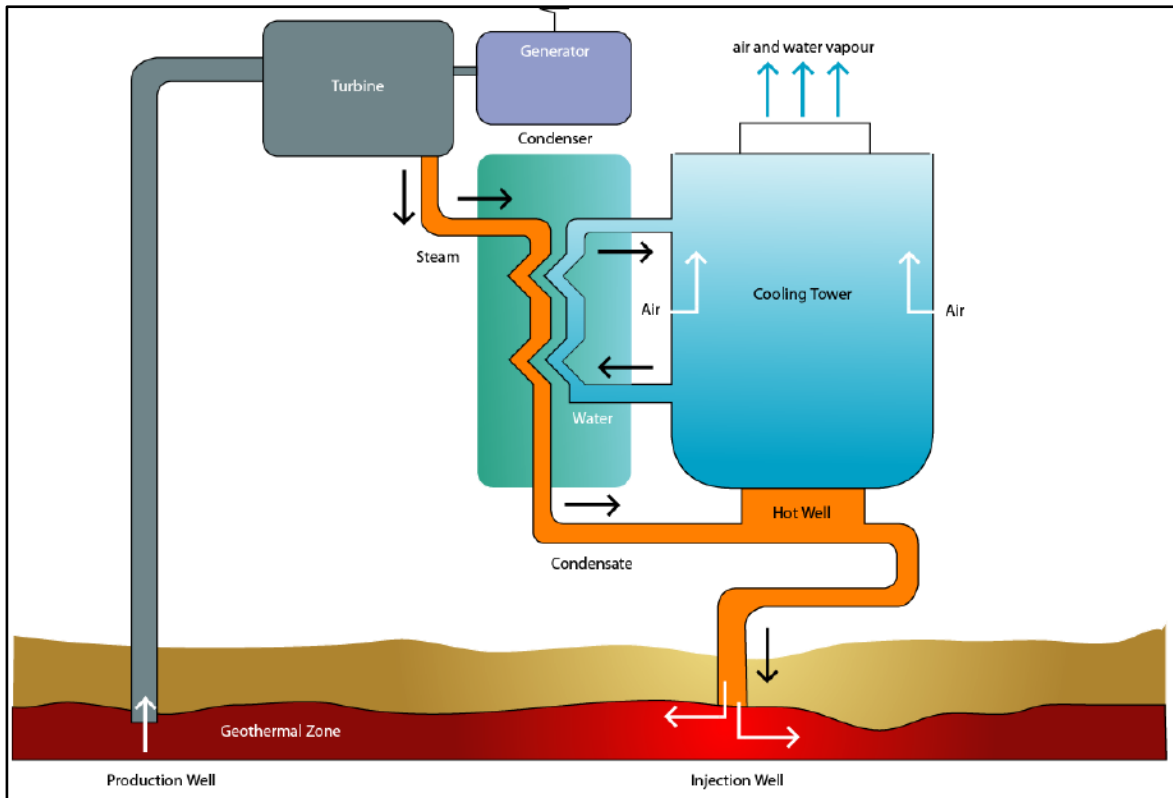 Generator
air and water vapour
Turbine
Condenser
Steam
Air
Cooling Tower
Air
Water
Hot Well
Condensate
Geothermal Zone
Production Well
Injection Well